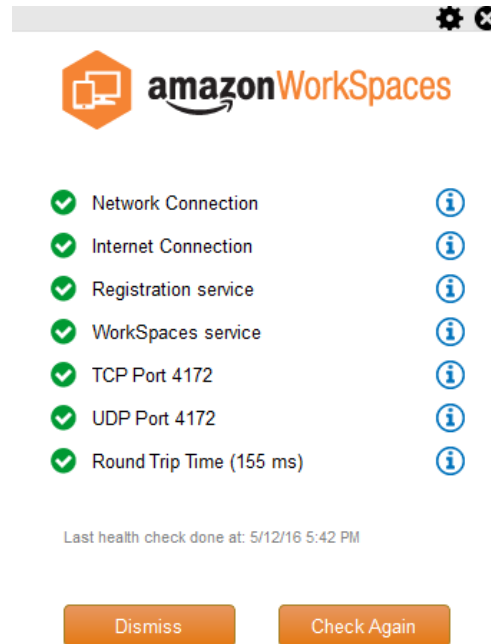 amazonWorkSpaces
Network Connection
Internet Connection
Registration service
WorkSpaces service
TCP Port 4172
UDP Port 4172
Round Trip Time (155 ms)
Last health check done at: 5/12/16 5:42 PM
Dismiss Check Again